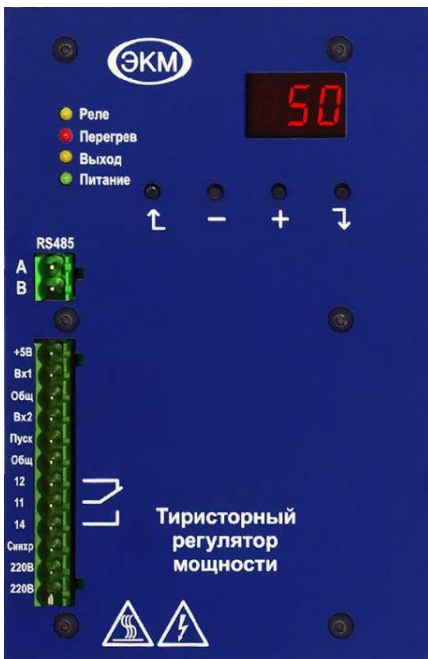 ЭКМ
50
Реле
Перегрев
Выход
Питание
− +
RS485
A
B
+5В
Вх1
Общ
Вх2
Пуск
Общ
12
11
14
Синхр
220В
220В
Тиристорный
регулятор
мощности